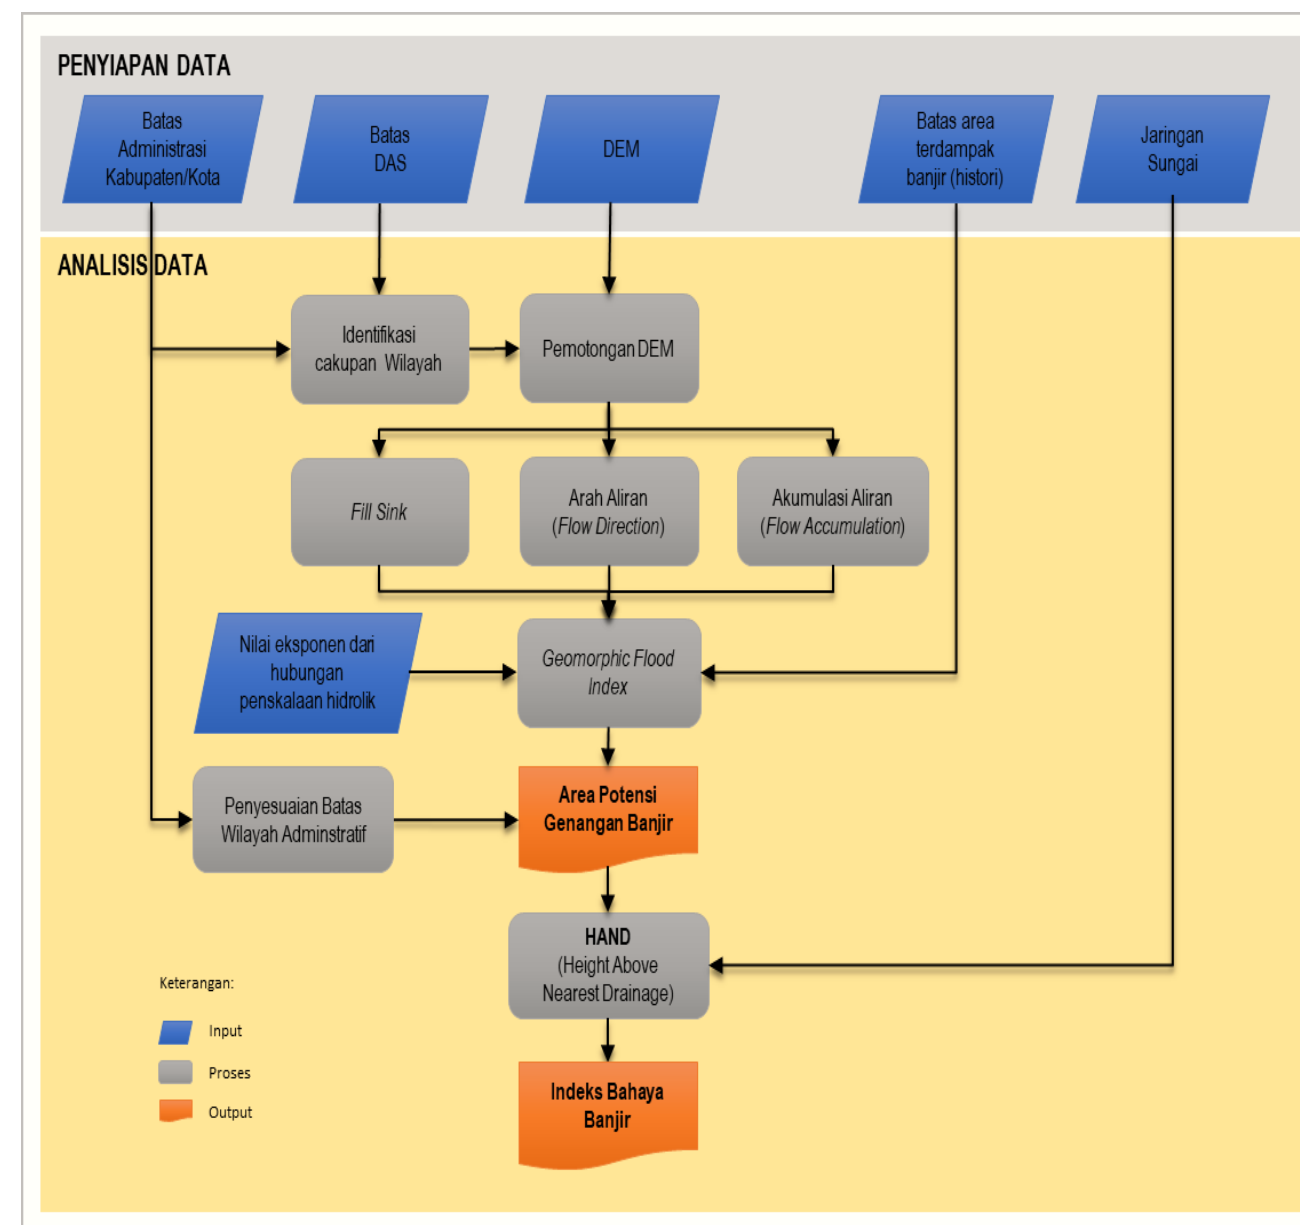 PENYIAPAN DATA
Batas
Administrasi
Kabupaten/Kota
Batas
DAS
DEM
Batas area
terdampak
banjir (histori)
Jaringan
Sungai
ANALISIS DATA
Identifikasi
cakupan Wilayah
Pemotongan DEM
Fill Sink
Arah Aliran
(Flow Direction)
Akumulasi Aliran
(Flow Accumulation)
Nilai eksponen dari
hubungan
penskalaan hidrolik
Geomorphic Flood
Index
Penyesuaian Batas
Wilayah Adminstratif
Area Potensi
Genangan Banjir
HAND
(Height Above
Nearest Drainage)
Keterangan:
Input
Proses
Output
Indeks Bahaya
Banjir